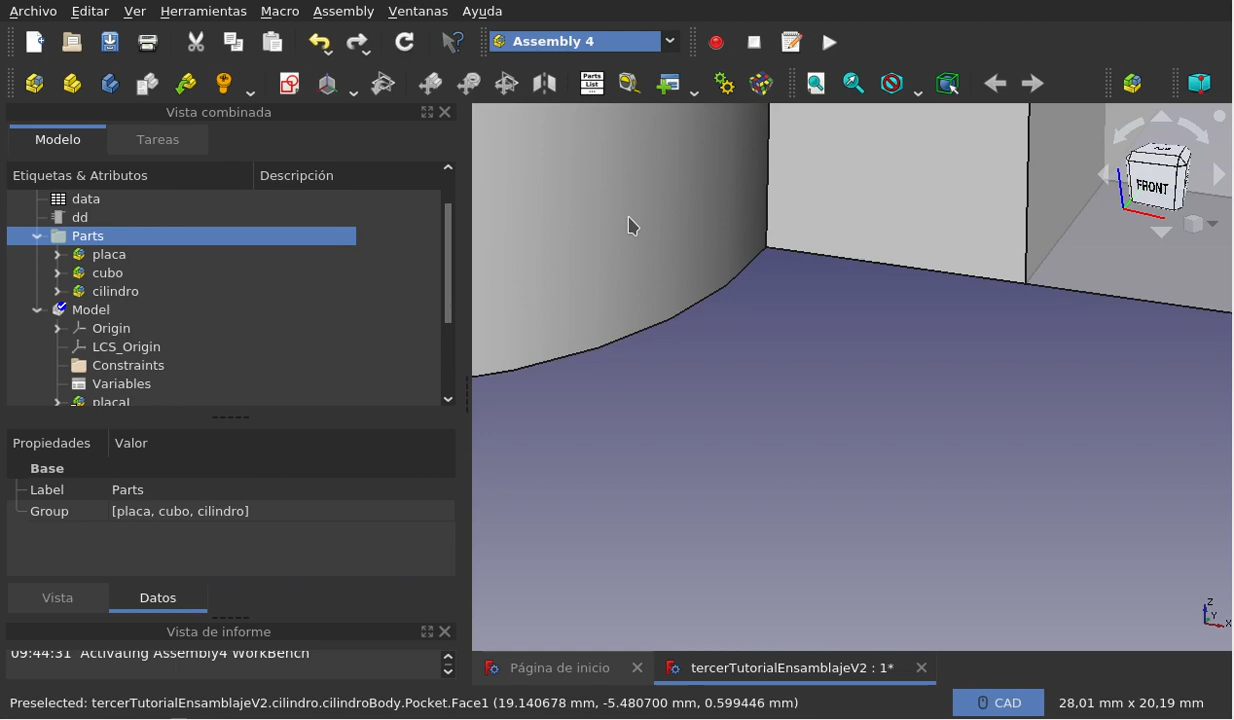 Archivo Editar Ver Herramientas Macro Assembly Ventanas Ayuda
Assembly 4
Parts List
Vista combinada
Modelo Tareas
Etiquetas & Atributos Descripción
data
dd
Parts
placa
cubo
cilindro
Model
Origin
LCS_Origin
Constraints
Variables
placa1
Propiedades Valor
Base
Label Parts
Group [placa, cubo, cilindro]
Vista Datos
Vista de informe
09:44:31 Activating Assembly4 WorkBench
FRONT
Z
Y
X
Página de inicio tercerTutorialEnsamblajeV2 : 1*
Preselected: tercerTutorialEnsamblajeV2.cilindro.cilindroBody.Pocket.Face1 (19.140678 mm, -5.480700 mm, 0.599446 mm) CAD 28,01 mm x 20,19 mm